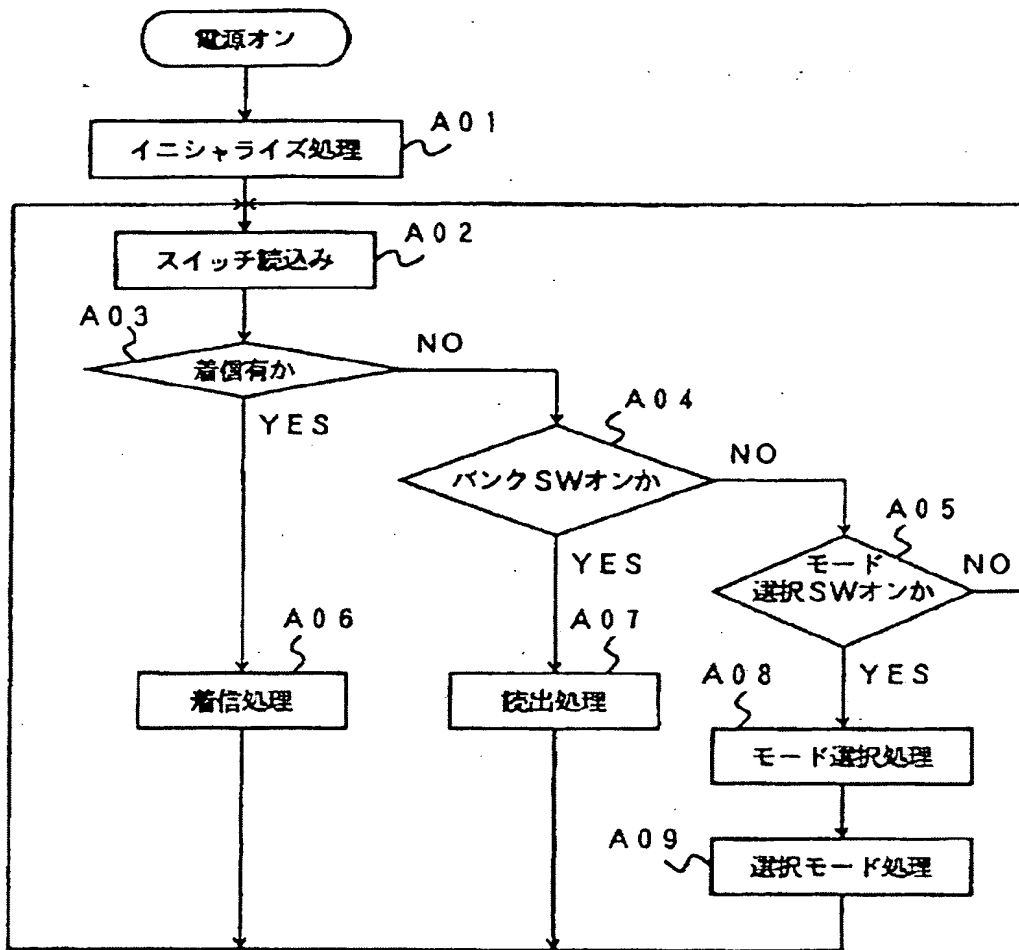 電源オン
A01
イニシャライズ処理
A02
スイッチ読込み
A03
着信有か
NO
YES
A04
バンクSWオンか
NO
YES
A05
モード
選択SWオンか
NO
YES
A06
着信処理
A07
読出処理
A08
モード選択処理
A09
選択モード処理